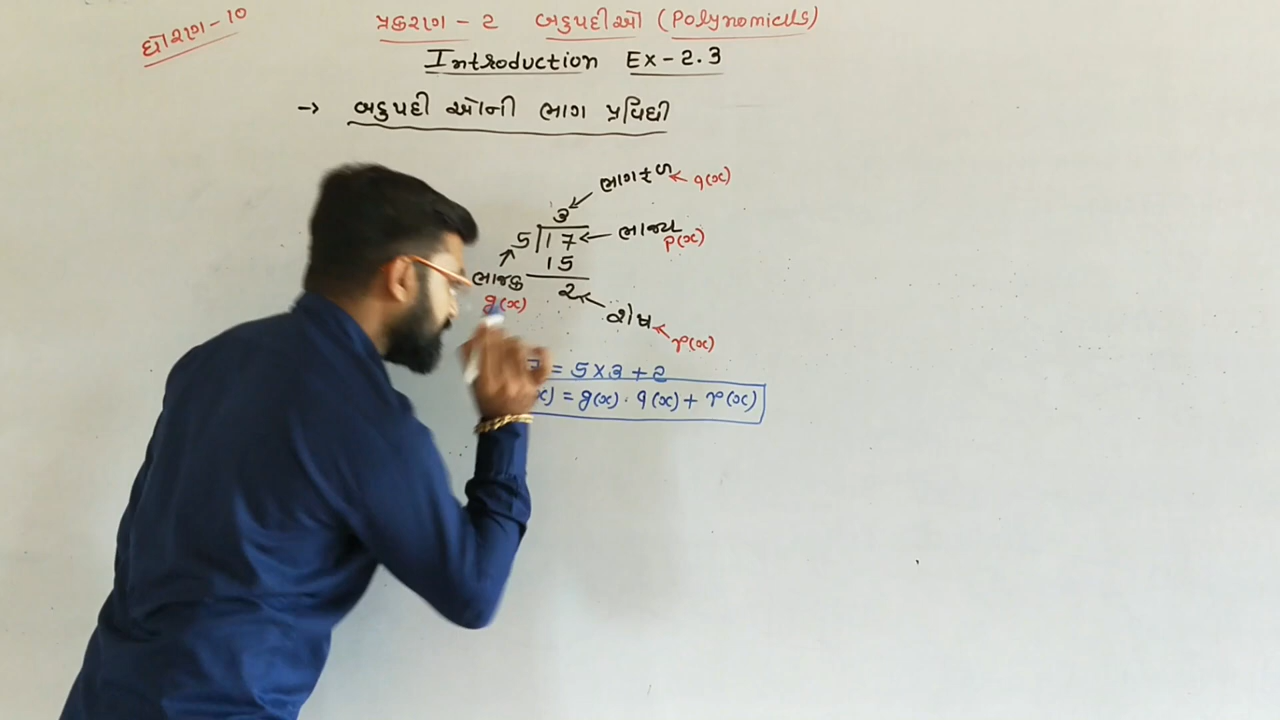 ધોરણ - 10
પ્રકરણ - 2 બહુપદીઓ (Polynomials)
Introduction Ex - 2.3
→ બહુપદીઓની ભાગ પ્રવિધી
ભાગફળ ← q(x)
3
5 17 ← ભાજ્ય
p(x)
15
ભાજક
g(x)
2
શેષ ← r(x)
= 5 × 3 + 2
= g(x) · q(x) + r(x)